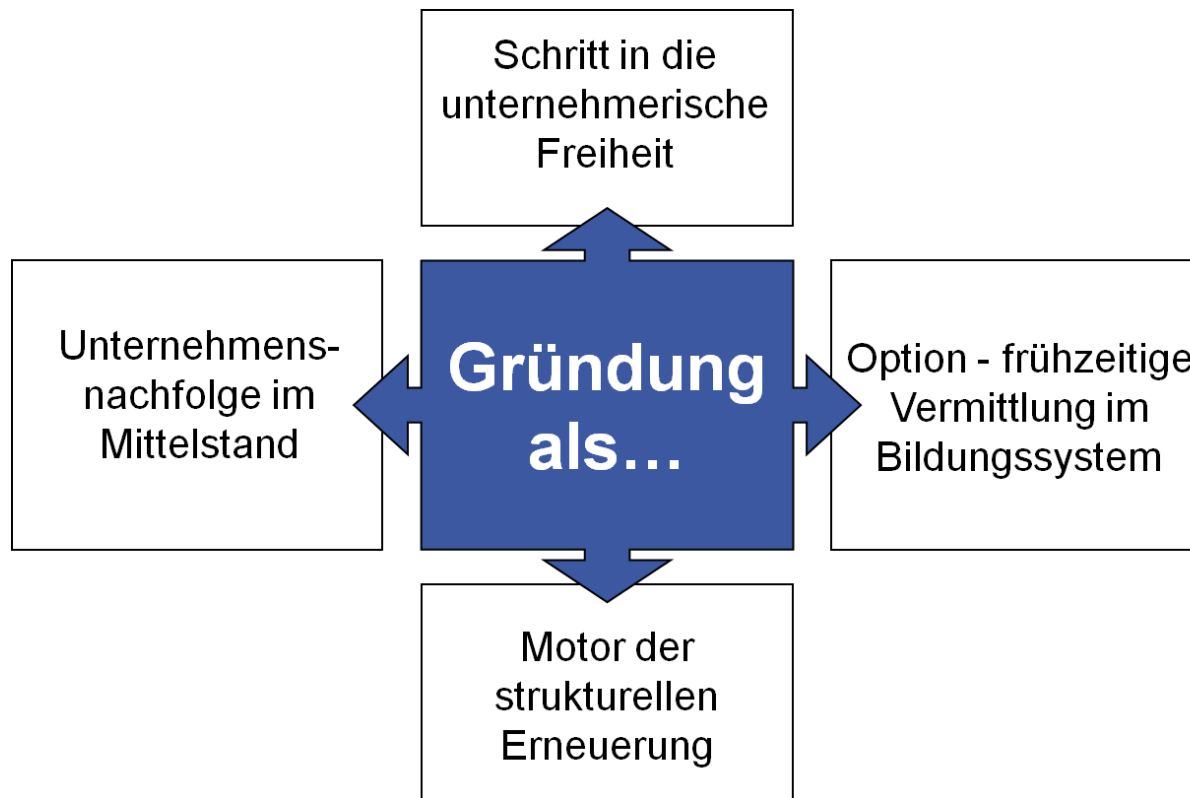 Schritt in die
unternehmerische
Freiheit
Unternehmens-
nachfolge im
Mittelstand
Gründung
als...
Option - frühzeitige
Vermittlung im
Bildungssystem
Motor der
strukturellen
Erneuerung